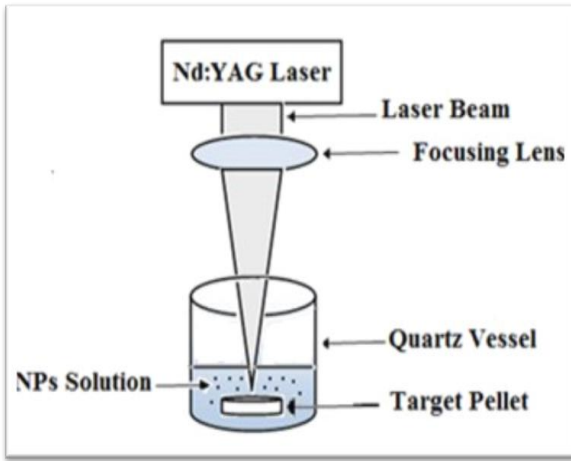 Nd:YAG Laser
Laser Beam
Focusing Lens
Quartz Vessel
NPs Solution
Target Pellet